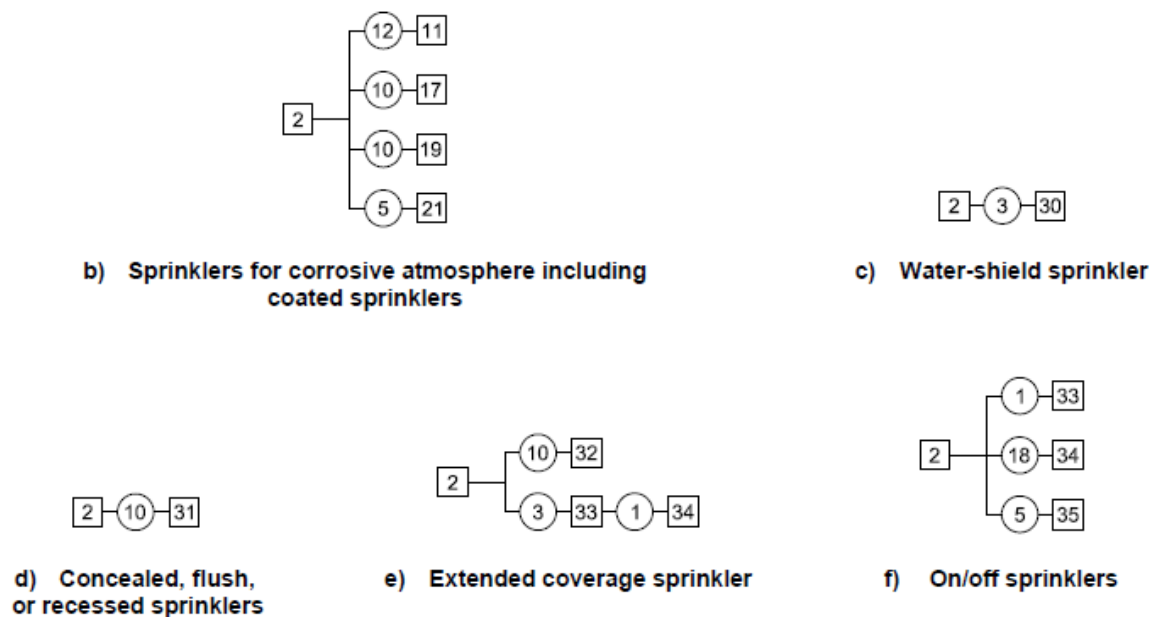 12 11
10 17
2
10 19
5 21
2 3 30
b) Sprinklers for corrosive atmosphere including
coated sprinklers
c) Water-shield sprinkler
1 33
10 32
2 18 34
2
2 10 31
3 33 1 34
5 35
d) Concealed, flush,
or recessed sprinklers
e) Extended coverage sprinkler
f) On/off sprinklers